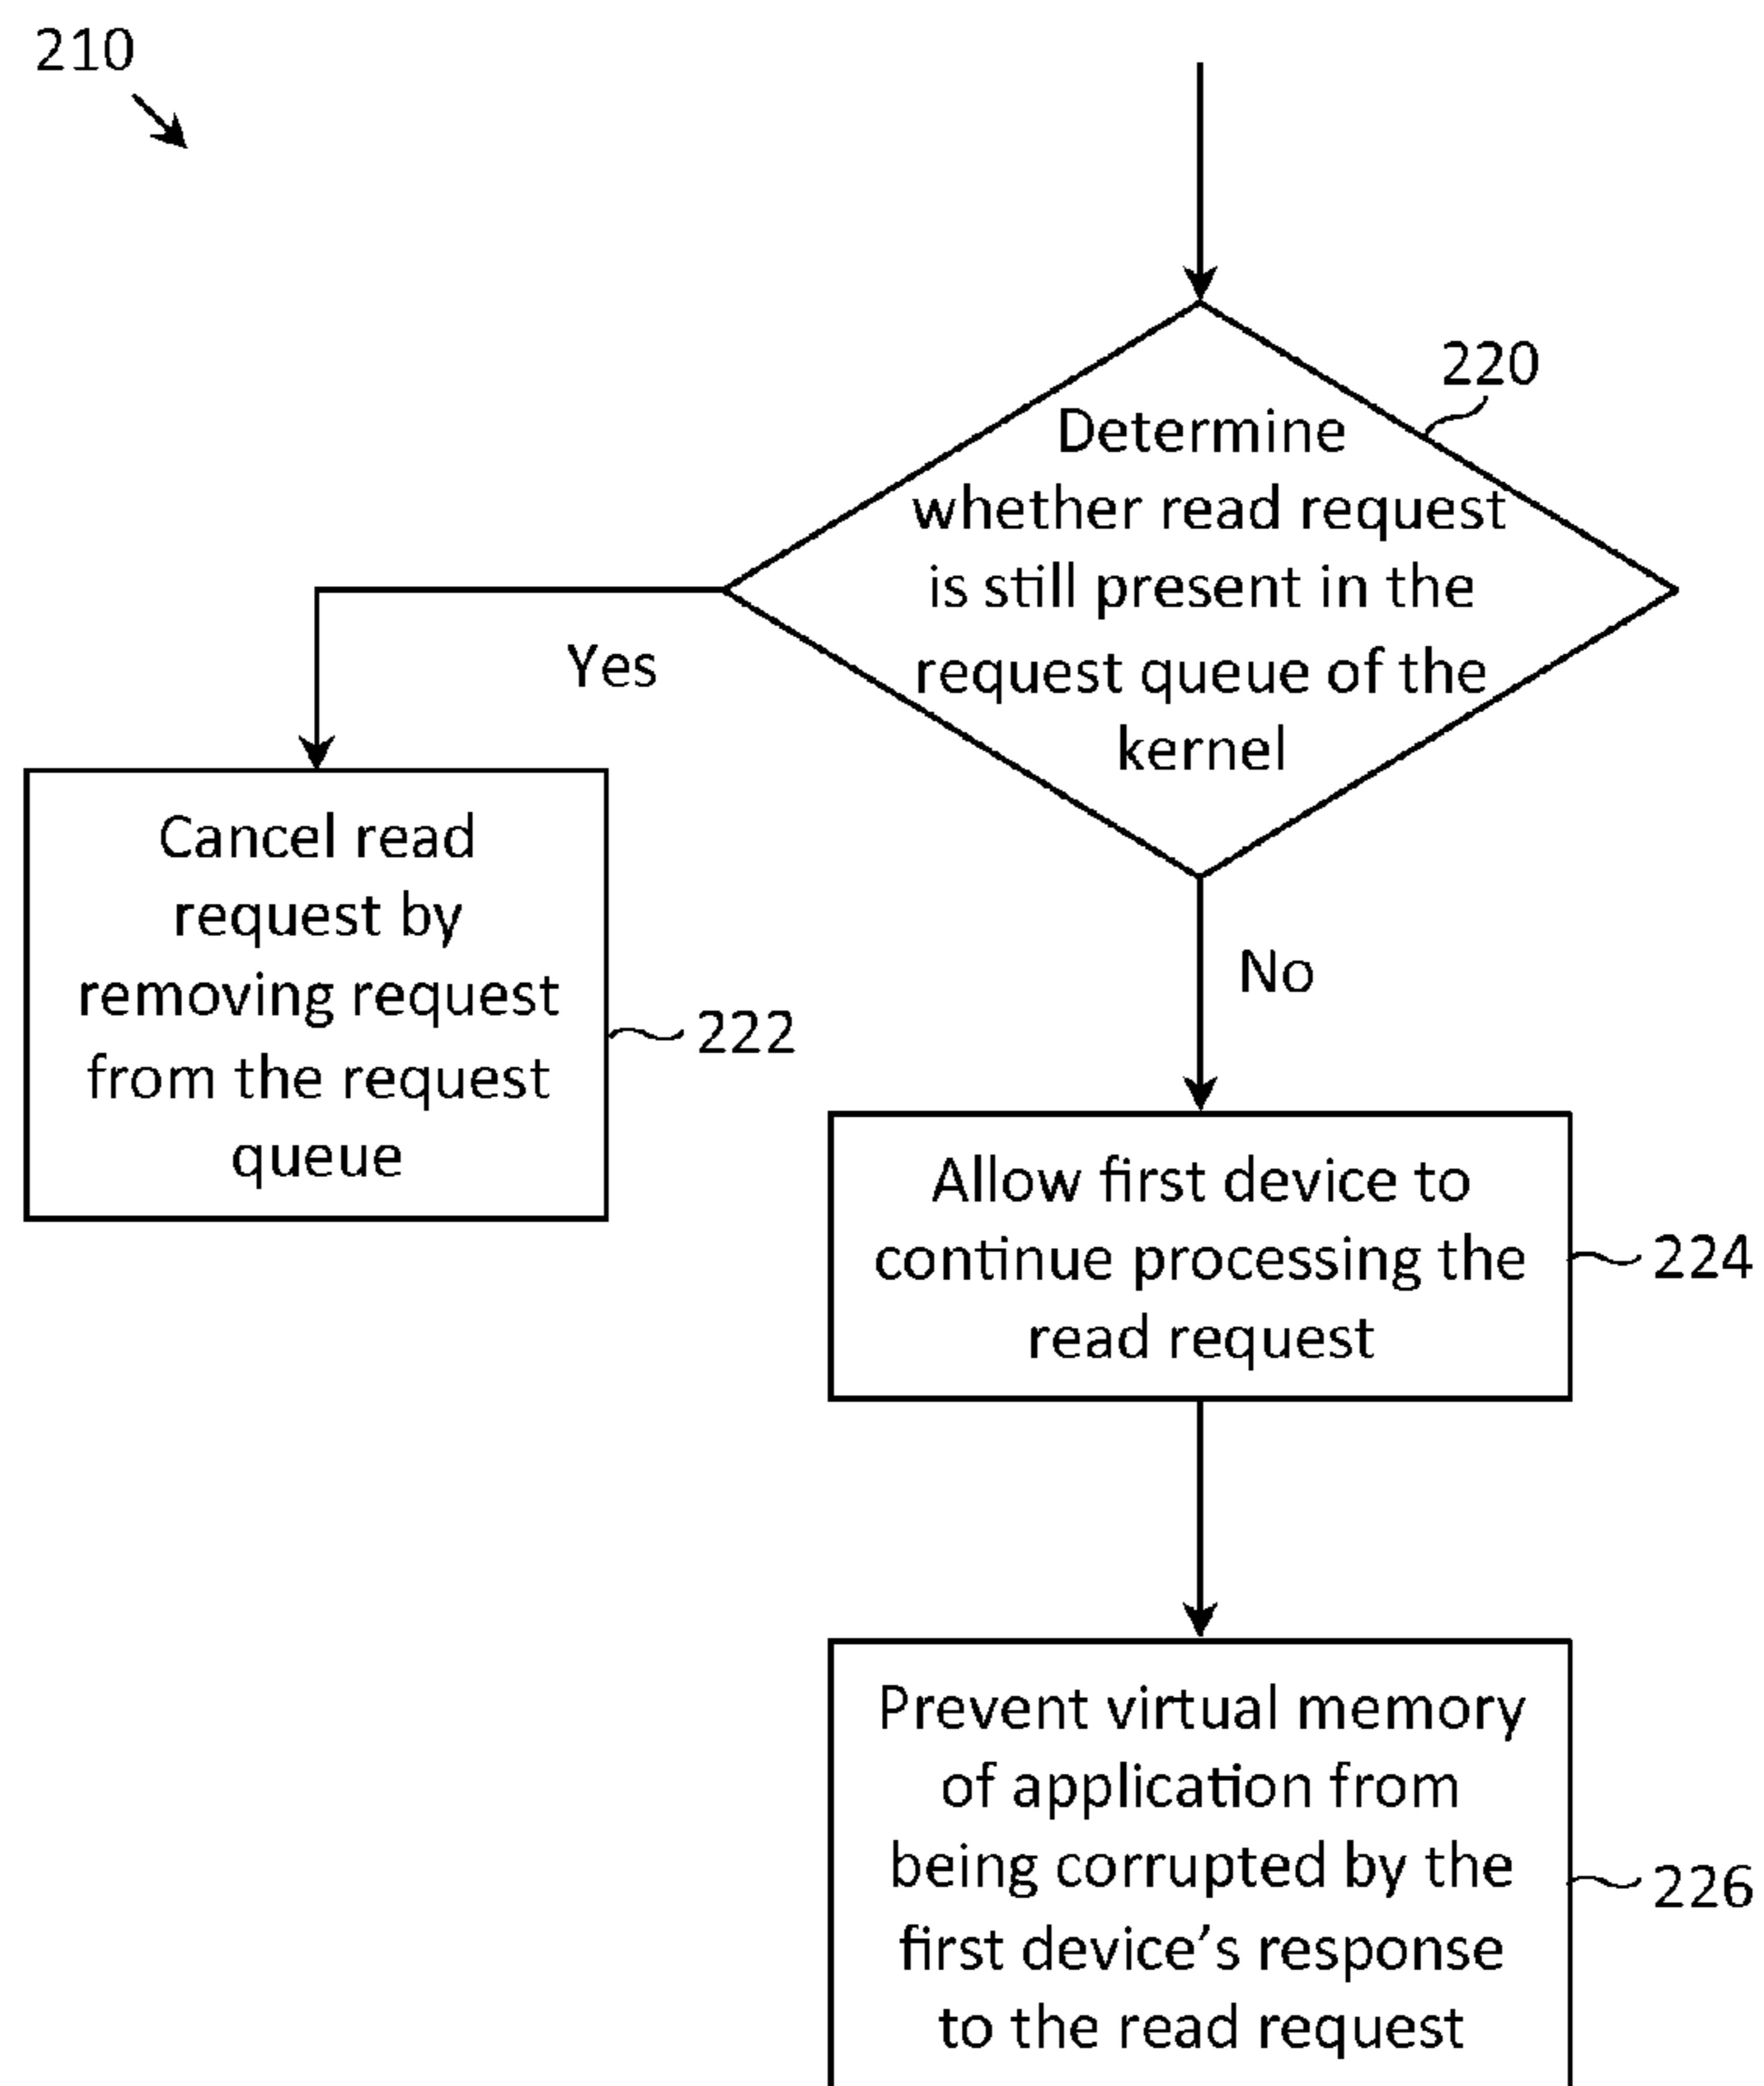 210
220
Determine
whether read request
is still present in the
request queue of the
kernel
Yes
Cancel read
request by
removing request
from the request
queue
222
No
Allow first device to
continue processing the
read request
224
Prevent virtual memory
of application from
being corrupted by the
first device’s response
to the read request
226